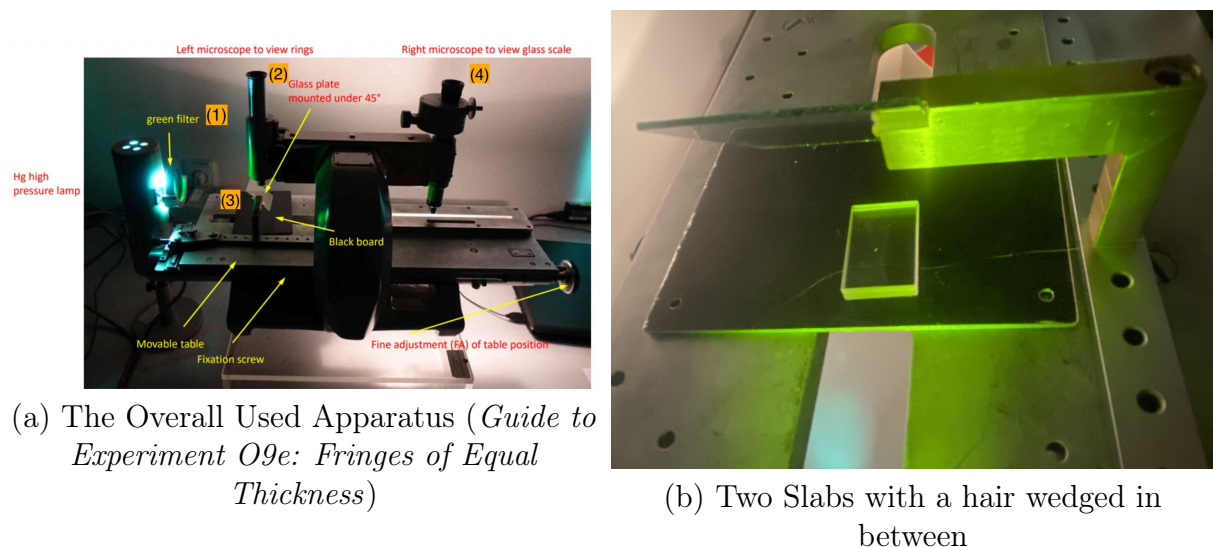 Left microscope to view rings
Right microscope to view glass scale
(1)
(2)
(4)
Glass plate
mounted under 45°
green filter
Hg high
pressure lamp
(3)
Black board
Movable table
Fixation screw
Fine adjustment (FA) of table position
(a) The Overall Used Apparatus (Guide to
Experiment O9e: Fringes of Equal
Thickness)
(b) Two Slabs with a hair wedged in
between